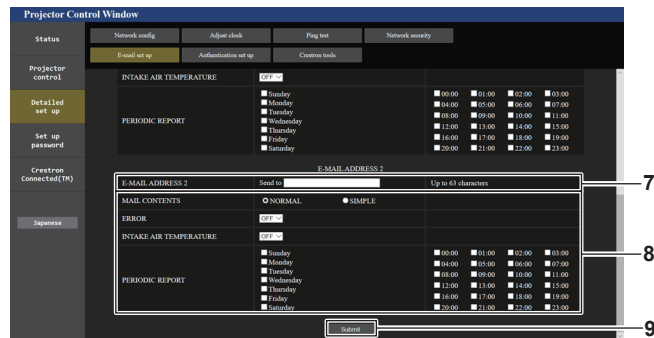 Projector Control Window
Status
Network config Adjust clock Ping test Network security
E-mail set up Authentication set up Crestron tools
Projector
control
Detailed
set up
Set up
password
Crestron
Connected(TM)
Japanese
INTAKE AIR TEMPERATURE OFF
PERIODIC REPORT
Sunday 00:00 01:00 02:00 03:00
Monday 04:00 05:00 06:00 07:00
Tuesday 08:00 09:00 10:00 11:00
Wednesday
Thursday 12:00 13:00 14:00 15:00
Friday 16:00 17:00 18:00 19:00
Saturday 20:00 21:00 22:00 23:00
E-MAIL ADDRESS 2
E-MAIL ADDRESS 2 Send to Up to 63 characters
7
MAIL CONTENTS NORMAL SIMPLE
ERROR OFF
INTAKE AIR TEMPERATURE OFF
8
PERIODIC REPORT
Sunday 00:00 01:00 02:00 03:00
Monday 04:00 05:00 06:00 07:00
Tuesday 08:00 09:00 10:00 11:00
Wednesday
Thursday 12:00 13:00 14:00 15:00
Friday 16:00 17:00 18:00 19:00
Saturday 20:00 21:00 22:00 23:00
Submit
9